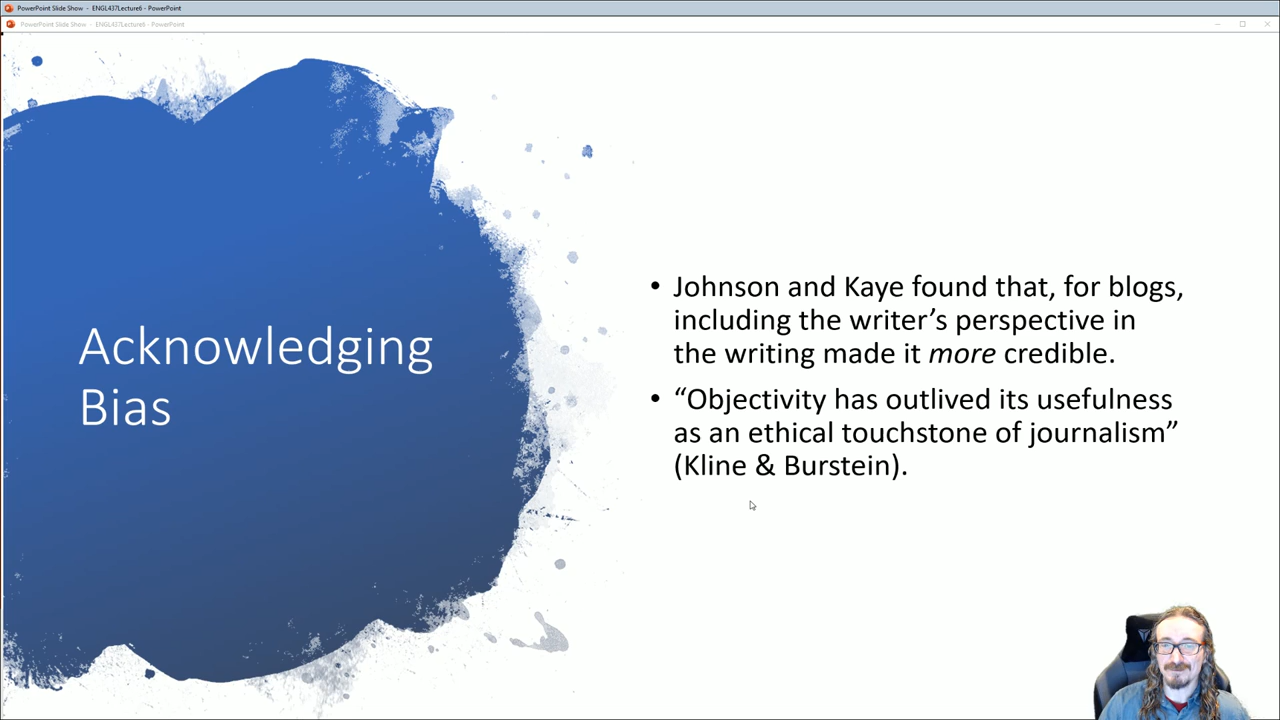 PowerPoint Slide Show - ENGL437Lecture6 - PowerPoint
PowerPoint Slide Show - ENGL437Lecture6 - PowerPoint
Acknowledging
Bias
• Johnson and Kaye found that, for blogs,
including the writer’s perspective in
the writing made it more credible.
• “Objectivity has outlived its usefulness
as an ethical touchstone of journalism”
(Kline & Burstein).